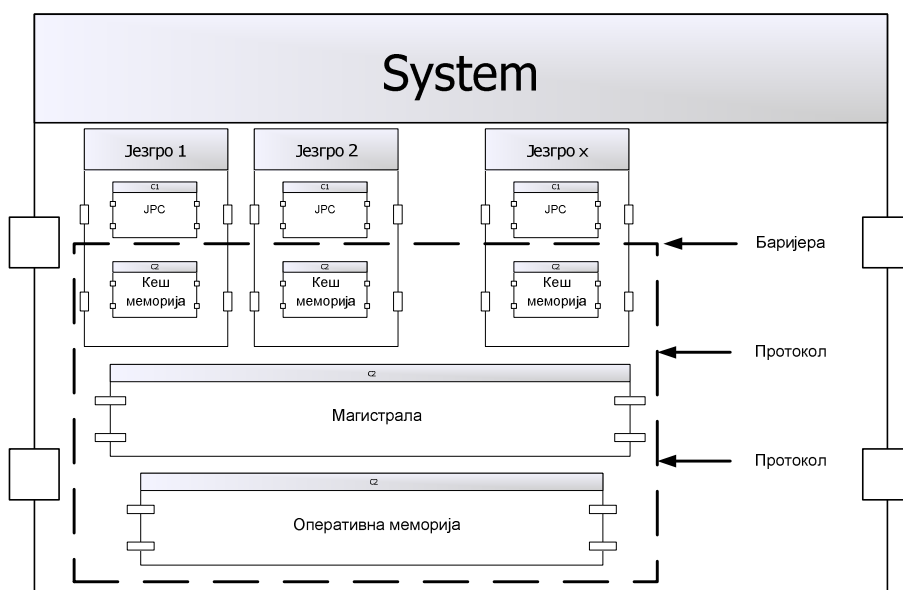 System
Језгро 1
Језгро 2
Језгро x
C1
C1
C1
JPC
JPC
JPC
Баријера
C2
C2
C2
Кеш
меморија
Кеш
меморија
Кеш
меморија
Протокол
C2
Магистрала
Протокол
C2
Оперативна меморија